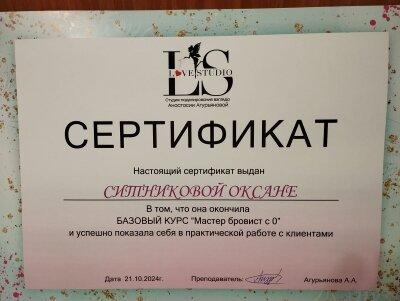 LS
LOVE STUDIO
Студия моделирования взгляда
Анастасии Агурьяновой
СЕРТИФИКАТ
Настоящий сертификат выдан
СИТНИКОВОЙ ОКСАНЕ
В том, что она окончила
БАЗОВЫЙ КУРС "Мастер бровист с 0"
и успешно показала себя в практической работе с клиентами
Дата 21.10.2024г. Преподаватель: Агурьянова А.А.